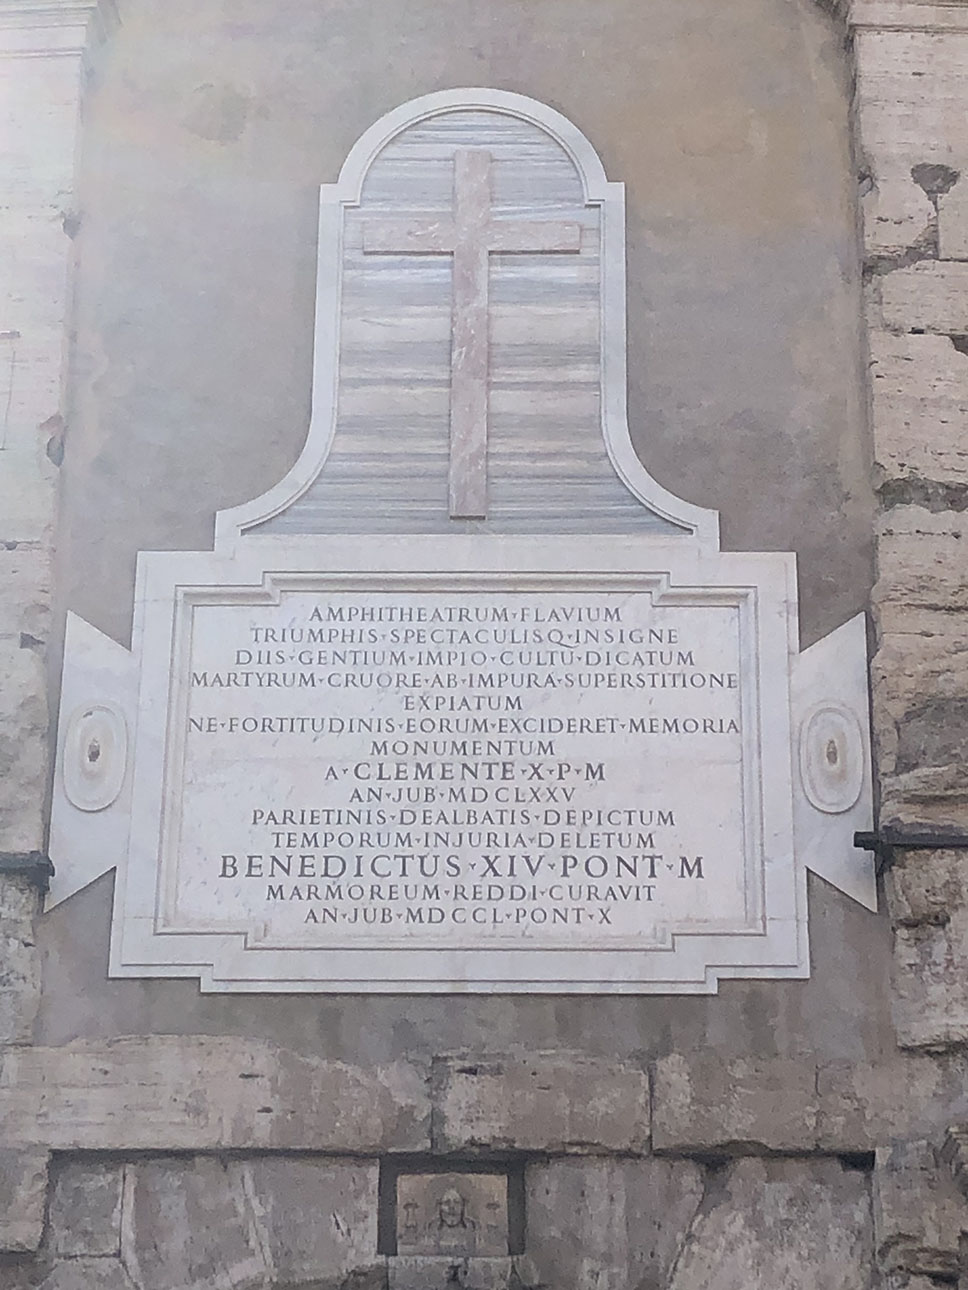 AMPHITHEATRUM·FLAVIUM
TRIUMPHIS·SPECTACULISQ·INSIGNE
DIIS·GENTIUM·IMPIO·CULTU·DICATUM
MARTYRUM·CRUORE·AB·IMPURA·SUPERSTITIONE
EXPIATUM
NE·FORTITUDINIS·EORUM·EXCIDERET·MEMORIA
MONUMENTUM
A·CLEMENTE·X·P·M
AN·JUB·MDCLXXV
PARIETINIS·DEALBATIS·DEPICTUM
TEMPORUM·INJURIA·DELETUM
BENEDICTUS·XIV·PONT·M
MARMOREUM·REDDI·CURAVIT
AN·JUB·MDCCL·PONT·X